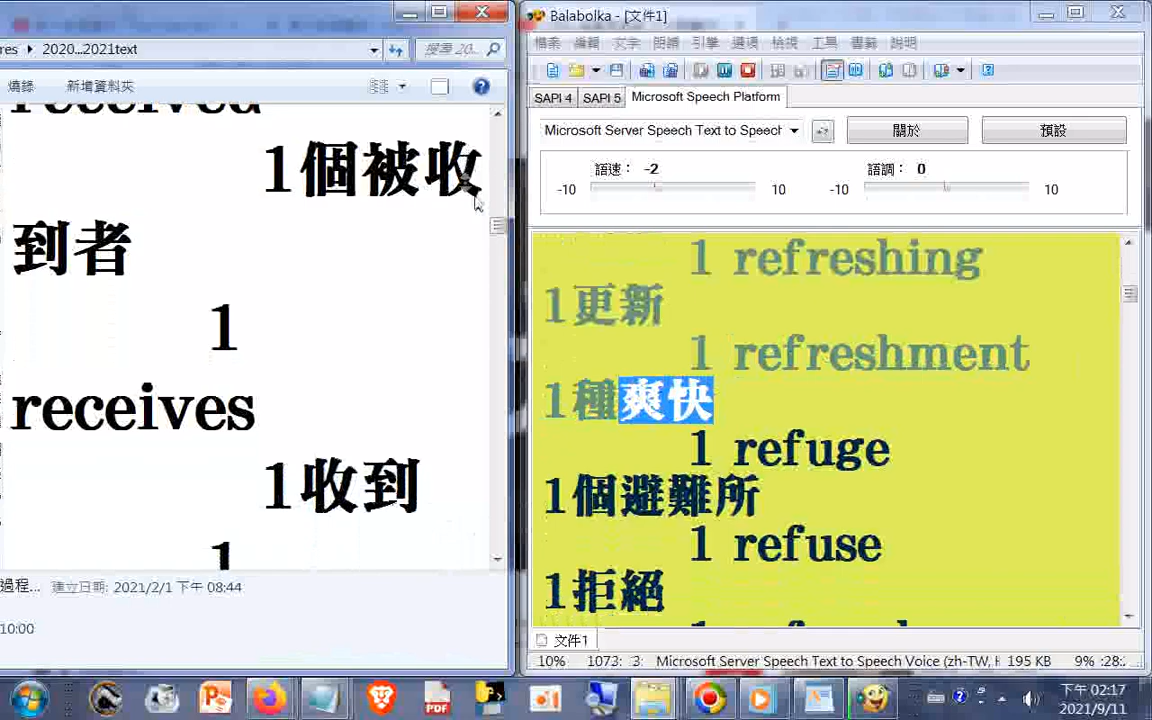 res ▸ 2020...2021text
搜尋 20...
燒錄 新增資料夾
received
1個被收
到者
1
receives
1收到
1
過程... 建立日期: 2021/2/1 下午 08:44
10:00
Balabolka - [文件1]
檔案 編輯 文字 朗讀 引擎 選項 檢視 工具 書籤 說明
SAPI 4 SAPI 5 Microsoft Speech Platform
Microsoft Server Speech Text to Speech
關於 預設
語速: -2 語調: 0
-10 10 -10 10
1 refreshing
1更新
1 refreshment
1種爽快
1 refuge
1個避難所
1 refuse
1拒絕
文件1
10% 1073: 3: Microsoft Server Speech Text to Speech Voice (zh-TW, H 195 KB 9% :28:
PDF
下午 02:17
2021/9/11